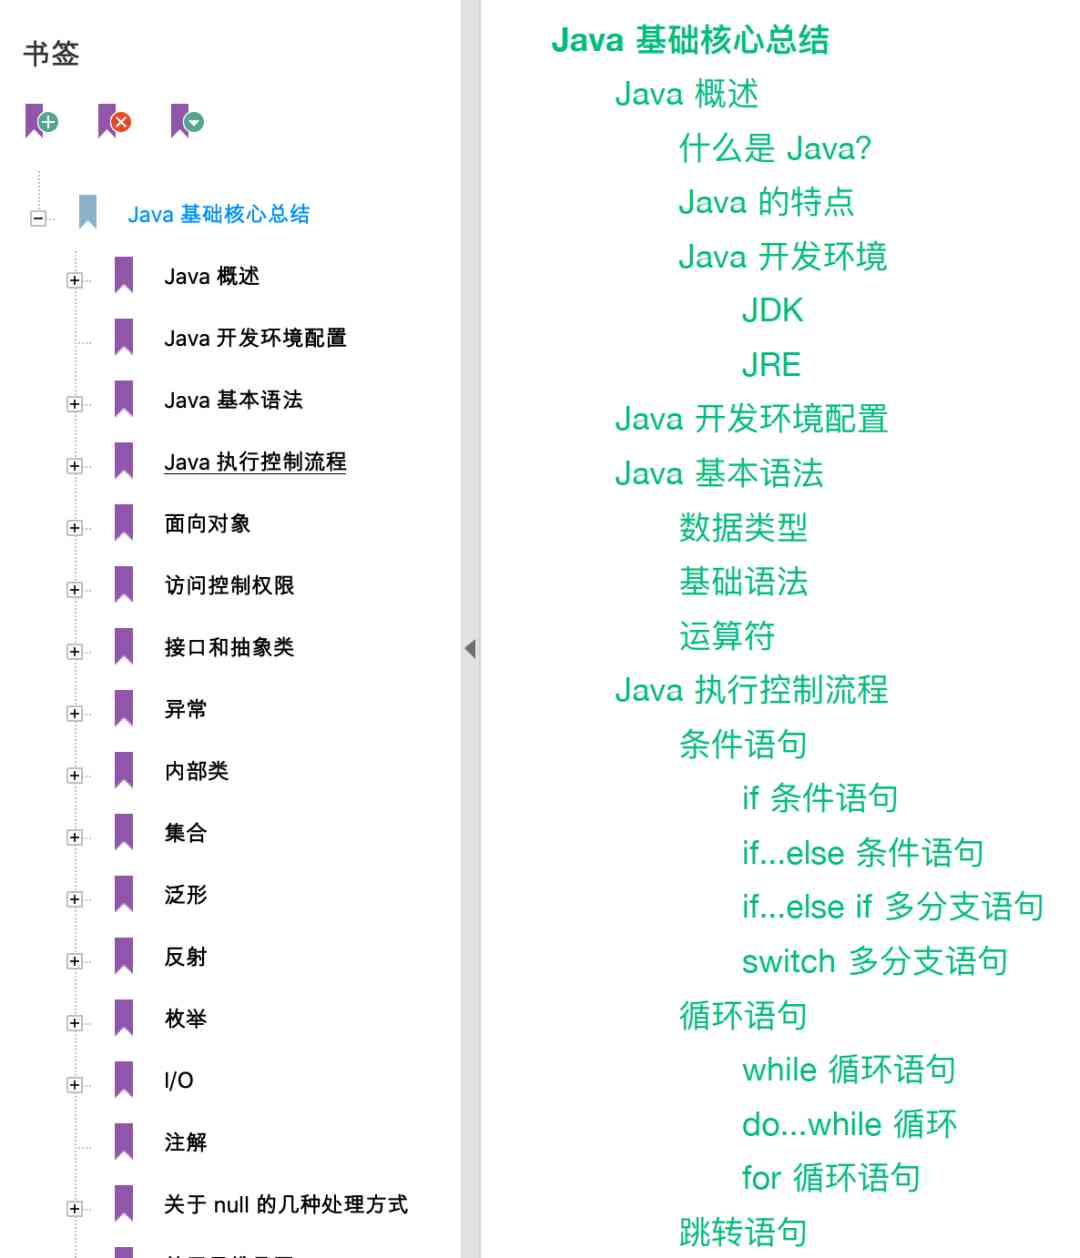 书签
Java 基础核心总结
Java 概述
Java 开发环境配置
Java 基本语法
Java 执行控制流程
面向对象
访问控制权限
接口和抽象类
异常
内部类
集合
泛形
反射
枚举
I/O
注解
关于 null 的几种处理方式
Java 基础核心总结
Java 概述
什么是 Java?
Java 的特点
Java 开发环境
JDK
JRE
Java 开发环境配置
Java 基本语法
数据类型
基础语法
运算符
Java 执行控制流程
条件语句
if 条件语句
if...else 条件语句
if...else if 多分支语句
switch 多分支语句
循环语句
while 循环语句
do...while 循环
for 循环语句
跳转语句